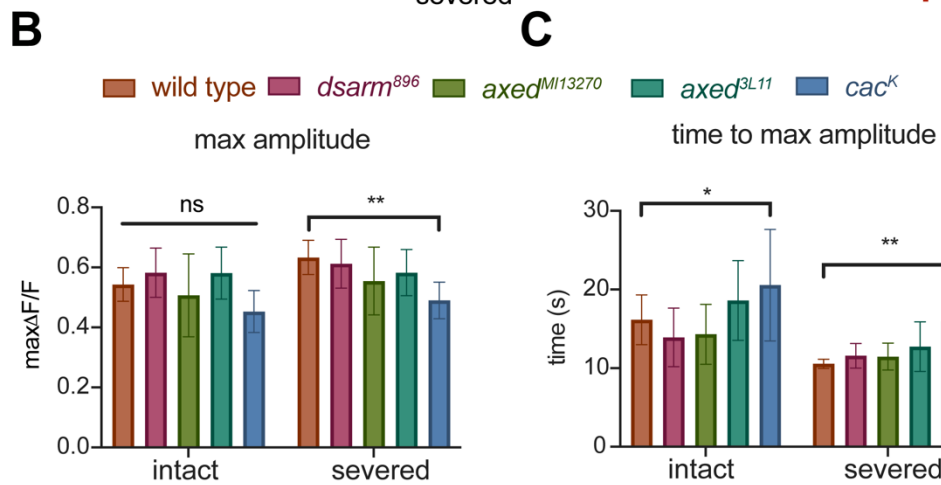 severed
B
C
wild type dsarm⁸⁹⁶ axedᴹᴵ¹³²⁷⁰ axed³ᴸ¹¹ cacᴷ
max amplitude
time to max amplitude
maxΔF/F
0.8
0.6
0.4
0.2
0.0
ns
**
intact
severed
time (s)
30
20
10
0
*
**
intact
severed